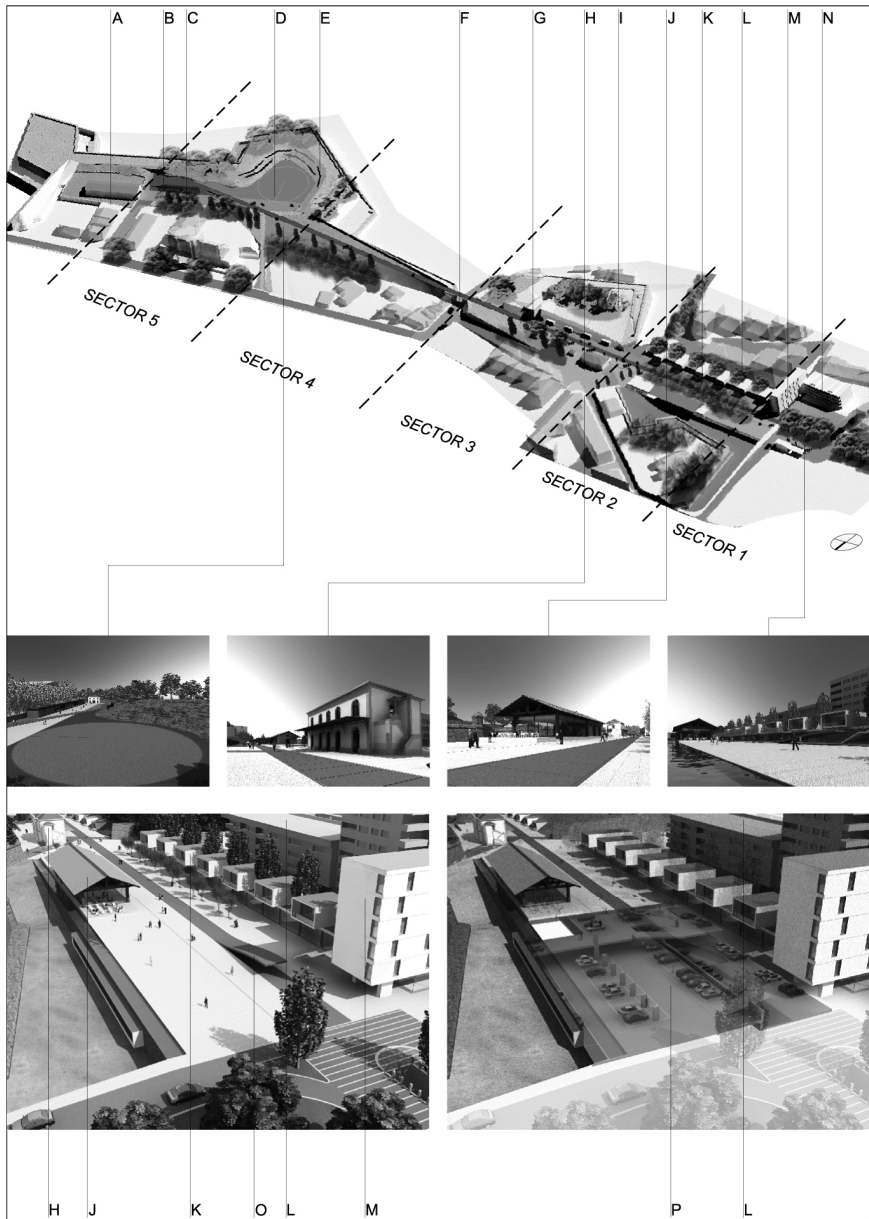 A B C D E F G H I J K L M N
SECTOR 5
SECTOR 4
SECTOR 3
SECTOR 2
SECTOR 1
H J K O L M P L